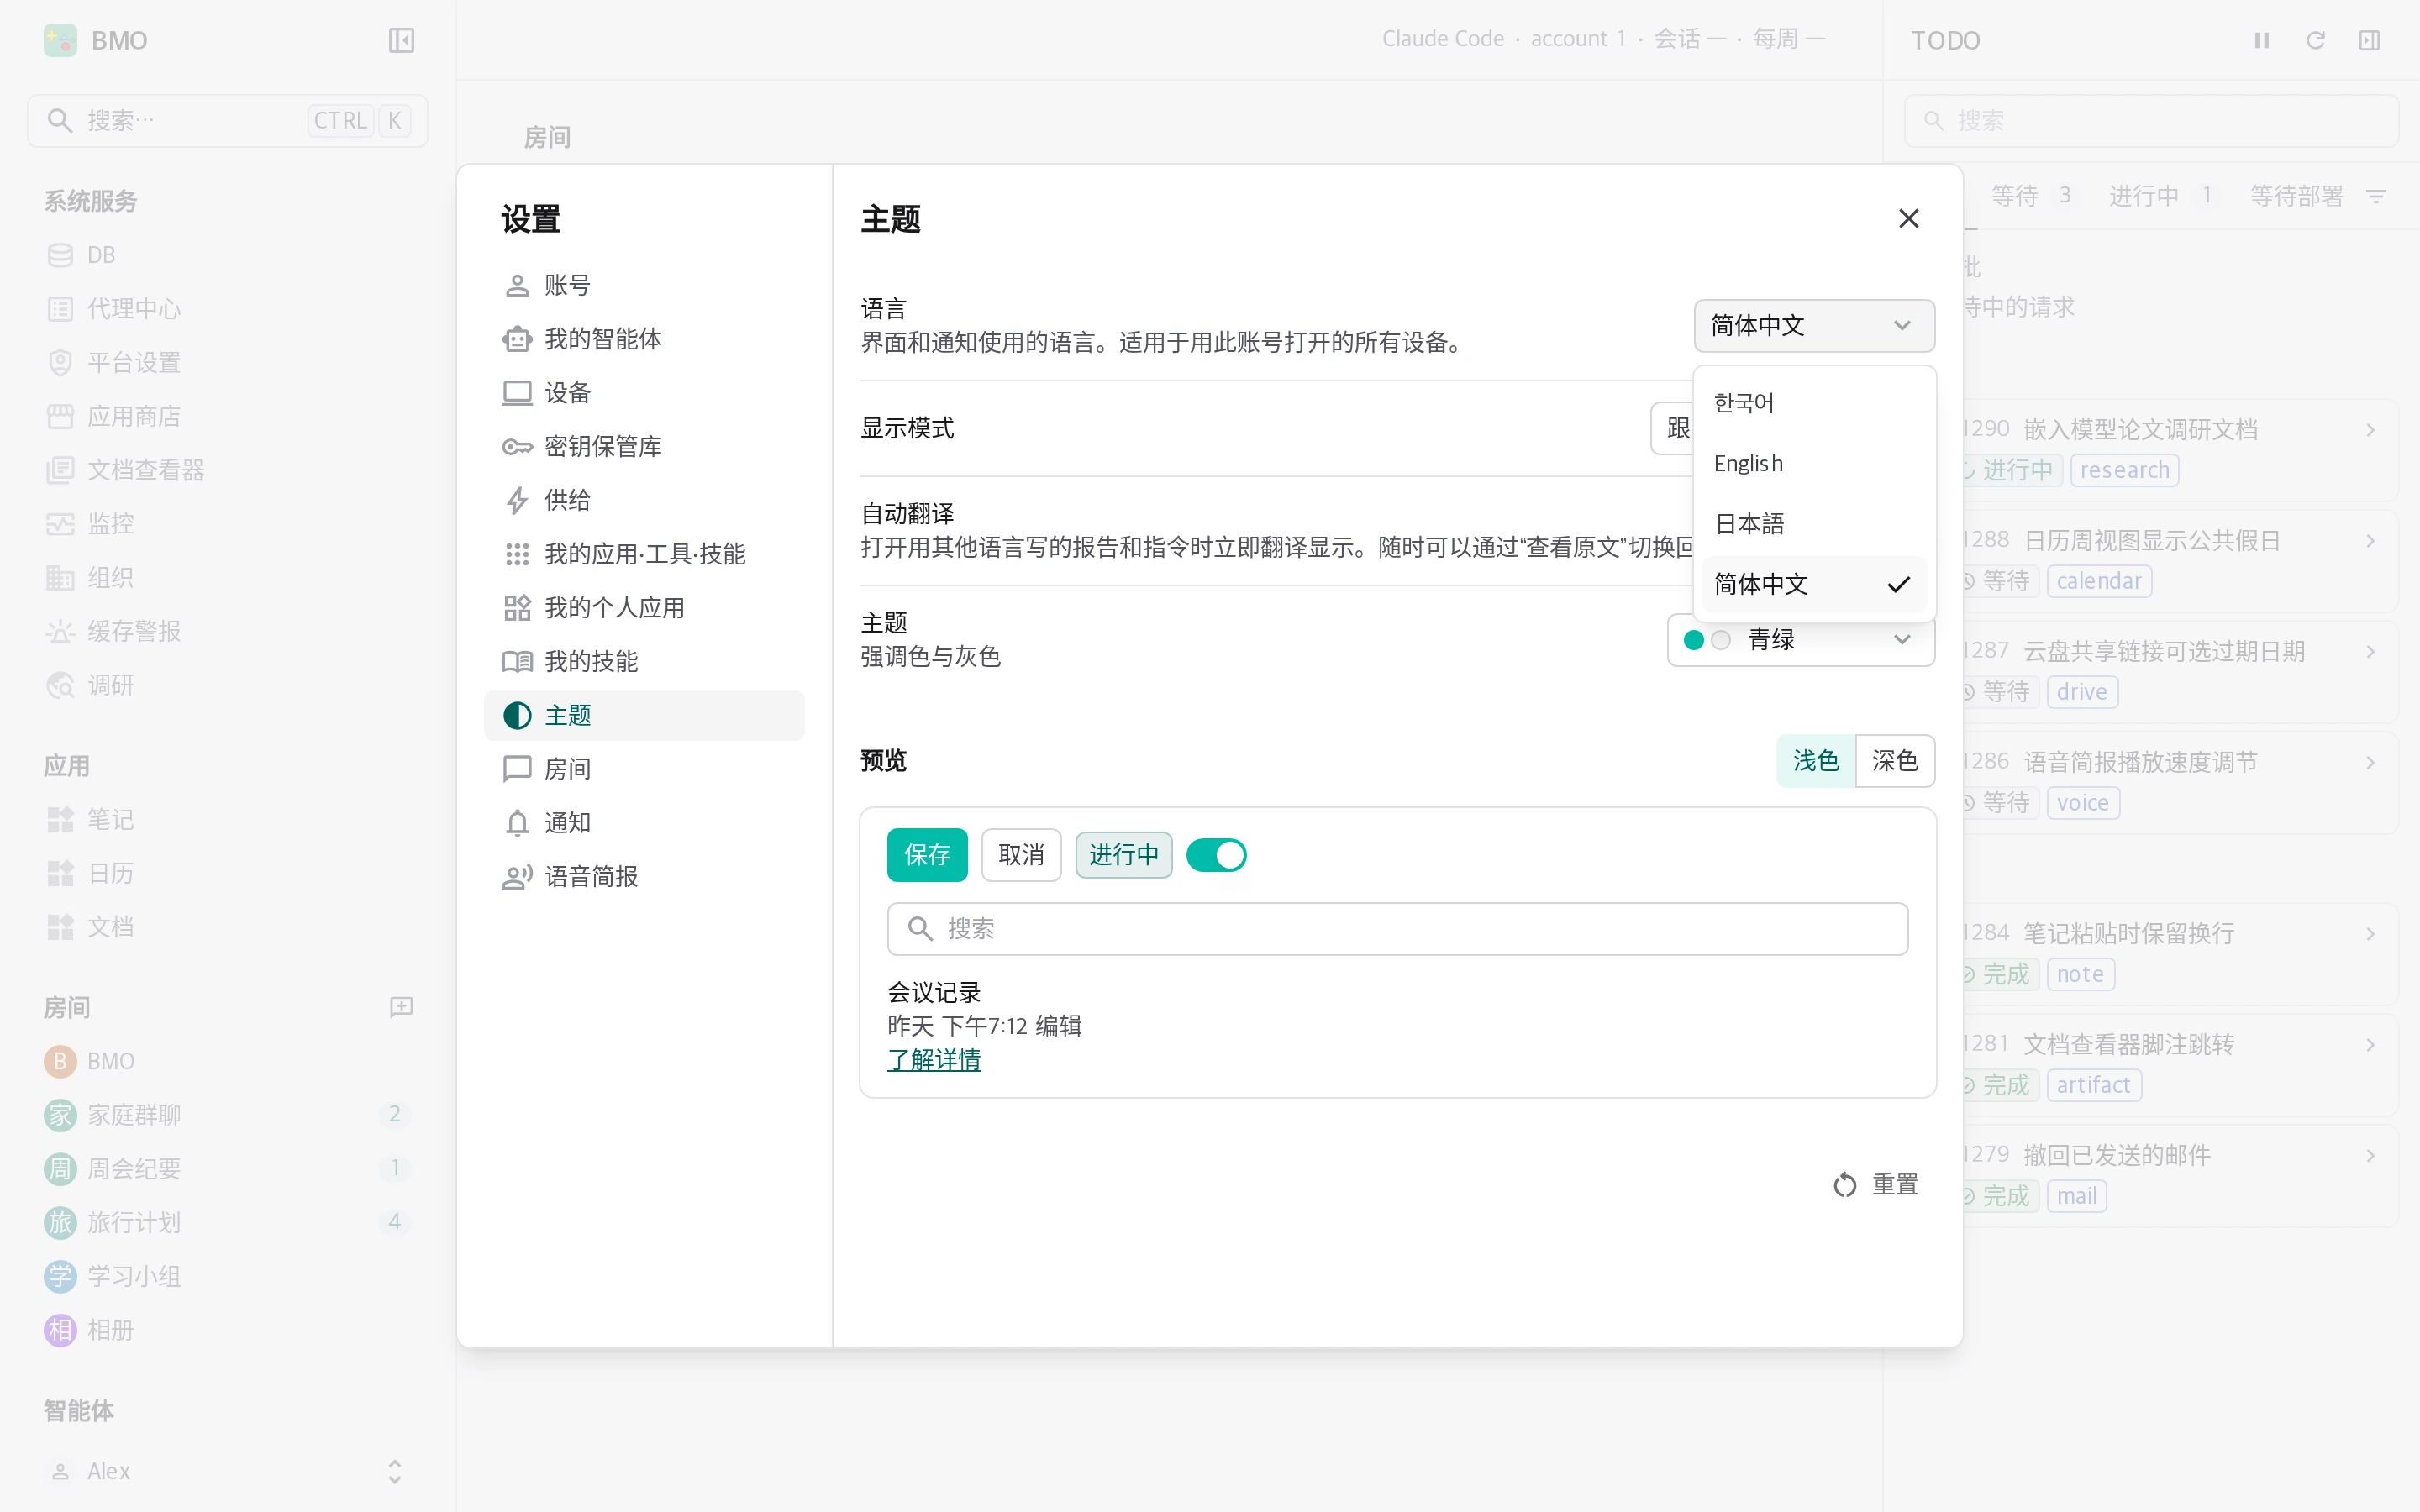 BMO
搜索…
CTRL K
系统服务
DB
代理中心
平台设置
应用商店
文档查看器
监控
组织
缓存警报
调研
应用
笔记
日历
文档
房间
B BMO
家 家庭群聊 2
周 周会纪要 1
旅 旅行计划 4
学 学习小组
相 相册
智能体
Alex
Claude Code · account 1 · 会话 — · 每周 —
房间
设置
账号
我的智能体
设备
密钥保管库
供给
我的应用·工具·技能
我的个人应用
我的技能
主题
房间
通知
语音简报
主题
语言
界面和通知使用的语言。适用于用此账号打开的所有设备。
简体中文
한국어
English
日本語
简体中文
显示模式
跟
自动翻译
打开用其他语言写的报告和指令时立即翻译显示。随时可以通过“查看原文”切换回
主题
强调色与灰色
青绿
预览
浅色 深色
保存 取消 进行中
搜索
会议记录
昨天 下午7:12 编辑
了解详情
重置
TODO
搜索
等待 3 进行中 1 等待部署
批
待中的请求
1290 嵌入模型论文调研文档
进行中 research
1288 日历周视图显示公共假日
等待 calendar
1287 云盘共享链接可选过期日期
等待 drive
1286 语音简报播放速度调节
等待 voice
1284 笔记粘贴时保留换行
完成 note
1281 文档查看器脚注跳转
完成 artifact
1279 撤回已发送的邮件
完成 mail